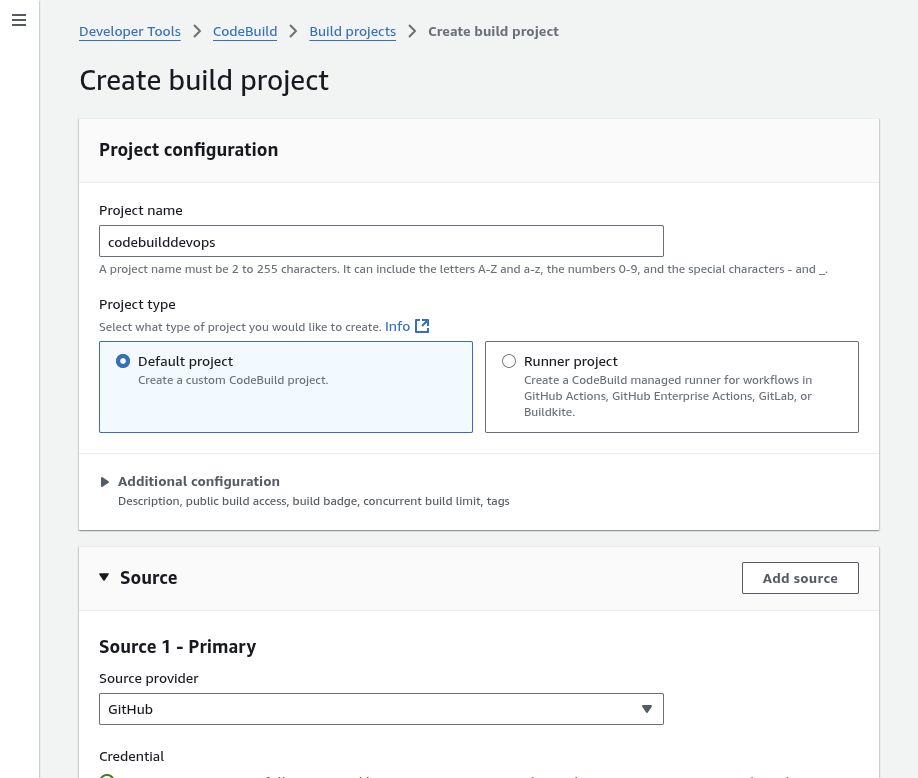 Developer Tools > CodeBuild > Build projects > Create build project
Create build project
Project configuration
Project name
codebuilddevops
A project name must be 2 to 255 characters. It can include the letters A-Z and a-z, the numbers 0-9, and the special characters - and _.
Project type
Select what type of project you would like to create. Info
Default project
Create a custom CodeBuild project.
Runner project
Create a CodeBuild managed runner for workflows in
GitHub Actions, GitHub Enterprise Actions, GitLab, or
Buildkite.
Additional configuration
Description, public build access, build badge, concurrent build limit, tags
Source
Add source
Source 1 - Primary
Source provider
GitHub
Credential